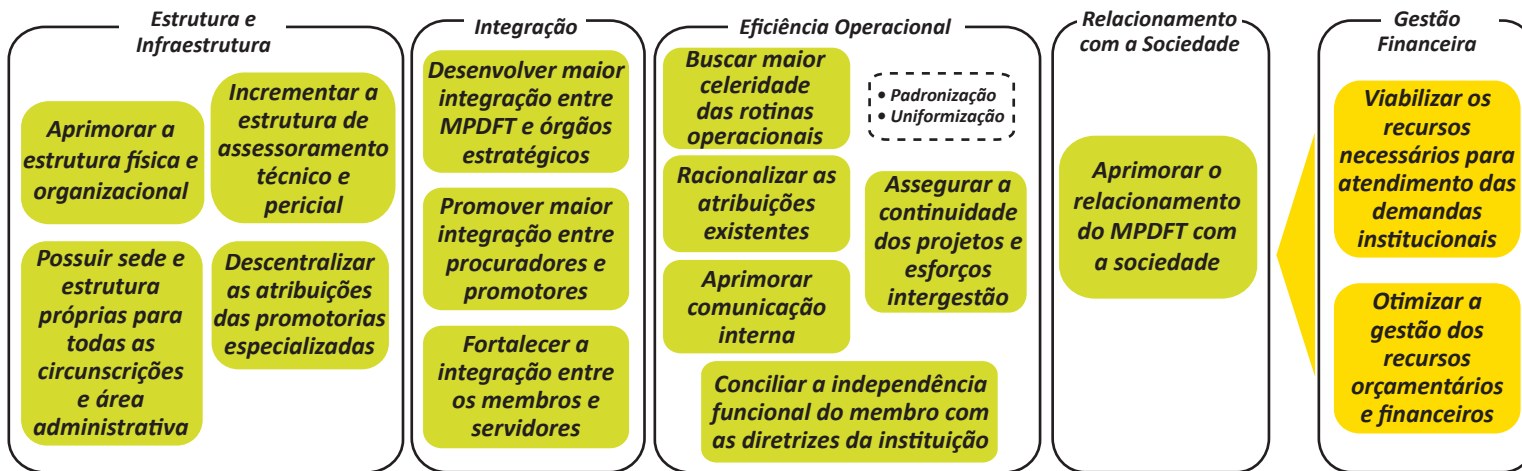 Estrutura e
Infraestrutura
Aprimorar a
estrutura física e
organizacional
Incrementar a
estrutura de
assessoramento
técnico e
pericial
Possuir sede e
estrutura
próprias para
todas as
circunscrições
e área
administrativa
Descentralizar
as atribuições
das promotorias
especializadas
Integração
Desenvolver maior
integração entre
MPDFT e órgãos
estratégicos
Promover maior
integração entre
procuradores e
promotores
Fortalecer a
integração entre
os membros e
servidores
Eficiência Operacional
Buscar maior
celeridade
das rotinas
operacionais
• Padronização
• Uniformização
Racionalizar as
atribuições
existentes
Assegurar a
continuidade
dos projetos e
esforços
intergestão
Aprimorar
comunicação
interna
Conciliar a independência
funcional do membro com
as diretrizes da instituição
Relacionamento
com a Sociedade
Aprimorar o
relacionamento
do MPDFT com
a sociedade
Gestão
Financeira
Viabilizar os
recursos
necessários para
atendimento das
demandas
institucionais
Otimizar a
gestão dos
recursos
orçamentários
e financeiros